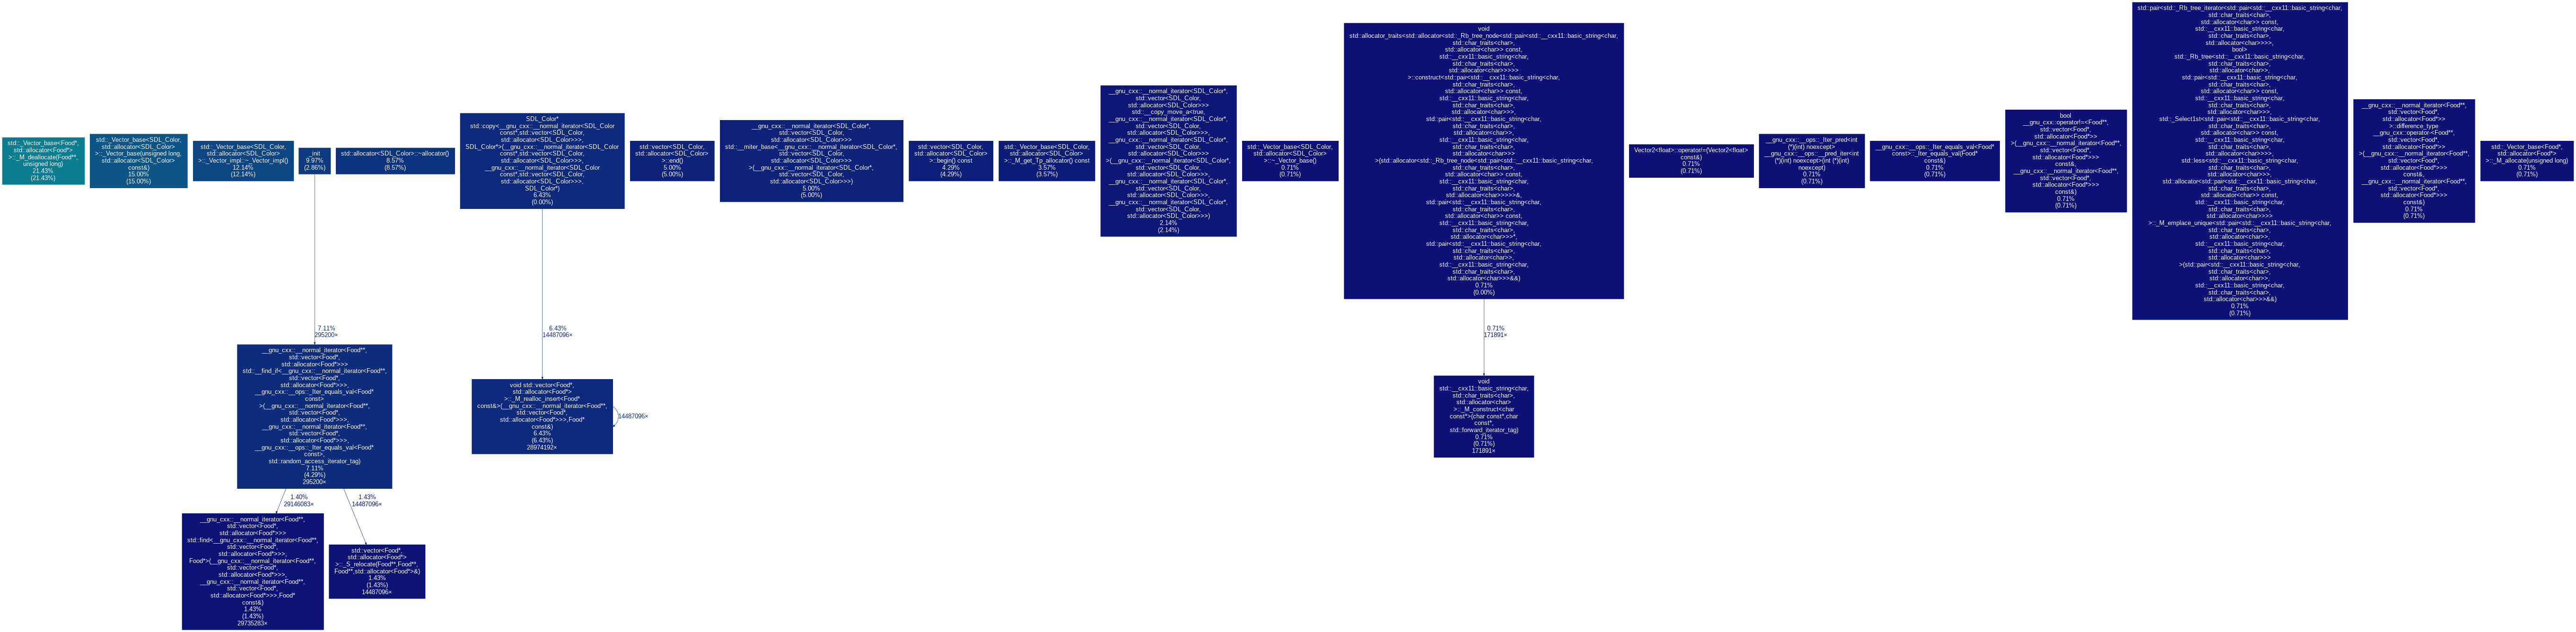 std::_Vector_base<Food*,
std::allocator<Food*>
>::_M_deallocate(Food**,
unsigned long)
21.43%
(21.43%)
std::_Vector_base<SDL_Color,
std::allocator<SDL_Color>
>::_Vector_base(unsigned long,
std::allocator<SDL_Color>
const&)
15.00%
(15.00%)
std::_Vector_base<SDL_Color,
std::allocator<SDL_Color>
>::_Vector_impl::~_Vector_impl()
12.14%
(12.14%)
_init
9.97%
(2.86%)
std::allocator<SDL_Color>::~allocator()
8.57%
(8.57%)
SDL_Color*
std::copy<__gnu_cxx::__normal_iterator<SDL_Color
const*,std::vector<SDL_Color,
std::allocator<SDL_Color>>>,
SDL_Color*>(__gnu_cxx::__normal_iterator<SDL_Color
const*,std::vector<SDL_Color,
std::allocator<SDL_Color>>>,
__gnu_cxx::__normal_iterator<SDL_Color
const*,std::vector<SDL_Color,
std::allocator<SDL_Color>>>,
SDL_Color*)
6.43%
(0.00%)
std::vector<SDL_Color,
std::allocator<SDL_Color>
>::end()
5.00%
(5.00%)
__gnu_cxx::__normal_iterator<SDL_Color*,
std::vector<SDL_Color,
std::allocator<SDL_Color>>>
std::__miter_base<__gnu_cxx::__normal_iterator<SDL_Color*,
std::vector<SDL_Color,
std::allocator<SDL_Color>>>
>(__gnu_cxx::__normal_iterator<SDL_Color*,
std::vector<SDL_Color,
std::allocator<SDL_Color>>>)
5.00%
(5.00%)
std::vector<SDL_Color,
std::allocator<SDL_Color>
>::begin() const
4.29%
(4.29%)
std::_Vector_base<SDL_Color,
std::allocator<SDL_Color>
>::_M_get_Tp_allocator() const
3.57%
(3.57%)
__gnu_cxx::__normal_iterator<SDL_Color*,
std::vector<SDL_Color,
std::allocator<SDL_Color>>>
std::__copy_move_a<true,
__gnu_cxx::__normal_iterator<SDL_Color*,
std::vector<SDL_Color,
std::allocator<SDL_Color>>>,
__gnu_cxx::__normal_iterator<SDL_Color*,
std::vector<SDL_Color,
std::allocator<SDL_Color>>>
>(__gnu_cxx::__normal_iterator<SDL_Color*,
std::vector<SDL_Color,
std::allocator<SDL_Color>>>,
__gnu_cxx::__normal_iterator<SDL_Color*,
std::vector<SDL_Color,
std::allocator<SDL_Color>>>,
__gnu_cxx::__normal_iterator<SDL_Color*,
std::vector<SDL_Color,
std::allocator<SDL_Color>>>)
2.14%
(2.14%)
std::_Vector_base<SDL_Color,
std::allocator<SDL_Color>
>::~_Vector_base()
0.71%
(0.71%)
void
std::allocator_traits<std::allocator<std::_Rb_tree_node<std::pair<std::__cxx11::basic_string<char,
std::char_traits<char>,
std::allocator<char>> const,
std::__cxx11::basic_string<char,
std::char_traits<char>,
std::allocator<char>>>>>
>::construct<std::pair<std::__cxx11::basic_string<char,
std::char_traits<char>,
std::allocator<char>> const,
std::__cxx11::basic_string<char,
std::char_traits<char>,
std::allocator<char>>>,
std::pair<std::__cxx11::basic_string<char,
std::char_traits<char>,
std::allocator<char>>,
std::__cxx11::basic_string<char,
std::char_traits<char>,
std::allocator<char>>>
>(std::allocator<std::_Rb_tree_node<std::pair<std::__cxx11::basic_string<char,
std::char_traits<char>,
std::allocator<char>> const,
std::__cxx11::basic_string<char,
std::char_traits<char>,
std::allocator<char>>>>>&,
std::pair<std::__cxx11::basic_string<char,
std::char_traits<char>,
std::allocator<char>> const,
std::__cxx11::basic_string<char,
std::char_traits<char>,
std::allocator<char>>>*,
std::pair<std::__cxx11::basic_string<char,
std::char_traits<char>,
std::allocator<char>>,
std::__cxx11::basic_string<char,
std::char_traits<char>,
std::allocator<char>>>&&)
0.71%
(0.00%)
Vector2<float>::operator!=(Vector2<float>
const&)
0.71%
(0.71%)
__gnu_cxx::__ops::_Iter_pred<int
(*)(int) noexcept>
__gnu_cxx::__ops::__pred_iter<int
(*)(int) noexcept>(int (*)(int)
noexcept)
0.71%
(0.71%)
__gnu_cxx::__ops::_Iter_equals_val<Food*
const>::_Iter_equals_val(Food*
const&)
0.71%
(0.71%)
bool
__gnu_cxx::operator!=<Food**,
std::vector<Food*,
std::allocator<Food*>>
>(__gnu_cxx::__normal_iterator<Food**,
std::vector<Food*,
std::allocator<Food*>>>
const&,
__gnu_cxx::__normal_iterator<Food**,
std::vector<Food*,
std::allocator<Food*>>>
const&)
0.71%
(0.71%)
std::pair<std::_Rb_tree_iterator<std::pair<std::__cxx11::basic_string<char,
std::char_traits<char>,
std::allocator<char>> const,
std::__cxx11::basic_string<char,
std::char_traits<char>,
std::allocator<char>>>>,
bool>
std::_Rb_tree<std::__cxx11::basic_string<char,
std::char_traits<char>,
std::allocator<char>>,
std::pair<std::__cxx11::basic_string<char,
std::char_traits<char>,
std::allocator<char>> const,
std::__cxx11::basic_string<char,
std::char_traits<char>,
std::allocator<char>>>,
std::_Select1st<std::pair<std::__cxx11::basic_string<char,
std::char_traits<char>,
std::allocator<char>> const,
std::__cxx11::basic_string<char,
std::char_traits<char>,
std::allocator<char>>>>,
std::less<std::__cxx11::basic_string<char,
std::char_traits<char>,
std::allocator<char>>>,
std::allocator<std::pair<std::__cxx11::basic_string<char,
std::char_traits<char>,
std::allocator<char>> const,
std::__cxx11::basic_string<char,
std::char_traits<char>,
std::allocator<char>>>>
>::_M_emplace_unique<std::pair<std::__cxx11::basic_string<char,
std::char_traits<char>,
std::allocator<char>>,
std::__cxx11::basic_string<char,
std::char_traits<char>,
std::allocator<char>>>
>(std::pair<std::__cxx11::basic_string<char,
std::char_traits<char>,
std::allocator<char>>,
std::__cxx11::basic_string<char,
std::char_traits<char>,
std::allocator<char>>>&&)
0.71%
(0.71%)
__gnu_cxx::__normal_iterator<Food**,
std::vector<Food*,
std::allocator<Food*>>
>::difference_type
__gnu_cxx::operator-<Food**,
std::vector<Food*,
std::allocator<Food*>>
>(__gnu_cxx::__normal_iterator<Food**,
std::vector<Food*,
std::allocator<Food*>>>
const&,
__gnu_cxx::__normal_iterator<Food**,
std::vector<Food*,
std::allocator<Food*>>>
const&)
0.71%
(0.71%)
std::_Vector_base<Food*,
std::allocator<Food*>
>::_M_allocate(unsigned long)
0.71%
(0.71%)
7.11%
295200×
6.43%
14487096×
0.71%
171891×
__gnu_cxx::__normal_iterator<Food**,
std::vector<Food*,
std::allocator<Food*>>>
std::__find_if<__gnu_cxx::__normal_iterator<Food**,
std::vector<Food*,
std::allocator<Food*>>>,
__gnu_cxx::__ops::_Iter_equals_val<Food*
const>
>(__gnu_cxx::__normal_iterator<Food**,
std::vector<Food*,
std::allocator<Food*>>>,
__gnu_cxx::__normal_iterator<Food**,
std::vector<Food*,
std::allocator<Food*>>>,
__gnu_cxx::__ops::_Iter_equals_val<Food*
const>,
std::random_access_iterator_tag)
7.11%
(4.29%)
295200×
void std::vector<Food*,
std::allocator<Food*>
>::_M_realloc_insert<Food*
const&>(__gnu_cxx::__normal_iterator<Food**,
std::vector<Food*,
std::allocator<Food*>>>,Food*
const&)
6.43%
(6.43%)
28974192×
14487096×
void
std::__cxx11::basic_string<char,
std::char_traits<char>,
std::allocator<char>
>::_M_construct<char
const*>(char const*,char
const*,
std::forward_iterator_tag)
0.71%
(0.71%)
171891×
1.40%
29146083×
1.43%
14487096×
__gnu_cxx::__normal_iterator<Food**,
std::vector<Food*,
std::allocator<Food*>>>
std::find<__gnu_cxx::__normal_iterator<Food**,
std::vector<Food*,
std::allocator<Food*>>>,
Food*>(__gnu_cxx::__normal_iterator<Food**,
std::vector<Food*,
std::allocator<Food*>>>,
__gnu_cxx::__normal_iterator<Food**,
std::vector<Food*,
std::allocator<Food*>>>,Food*
const&)
1.43%
(1.43%)
29735283×
std::vector<Food*,
std::allocator<Food*>
>::_S_relocate(Food**,Food**,
Food**,std::allocator<Food*>&)
1.43%
(1.43%)
14487096×